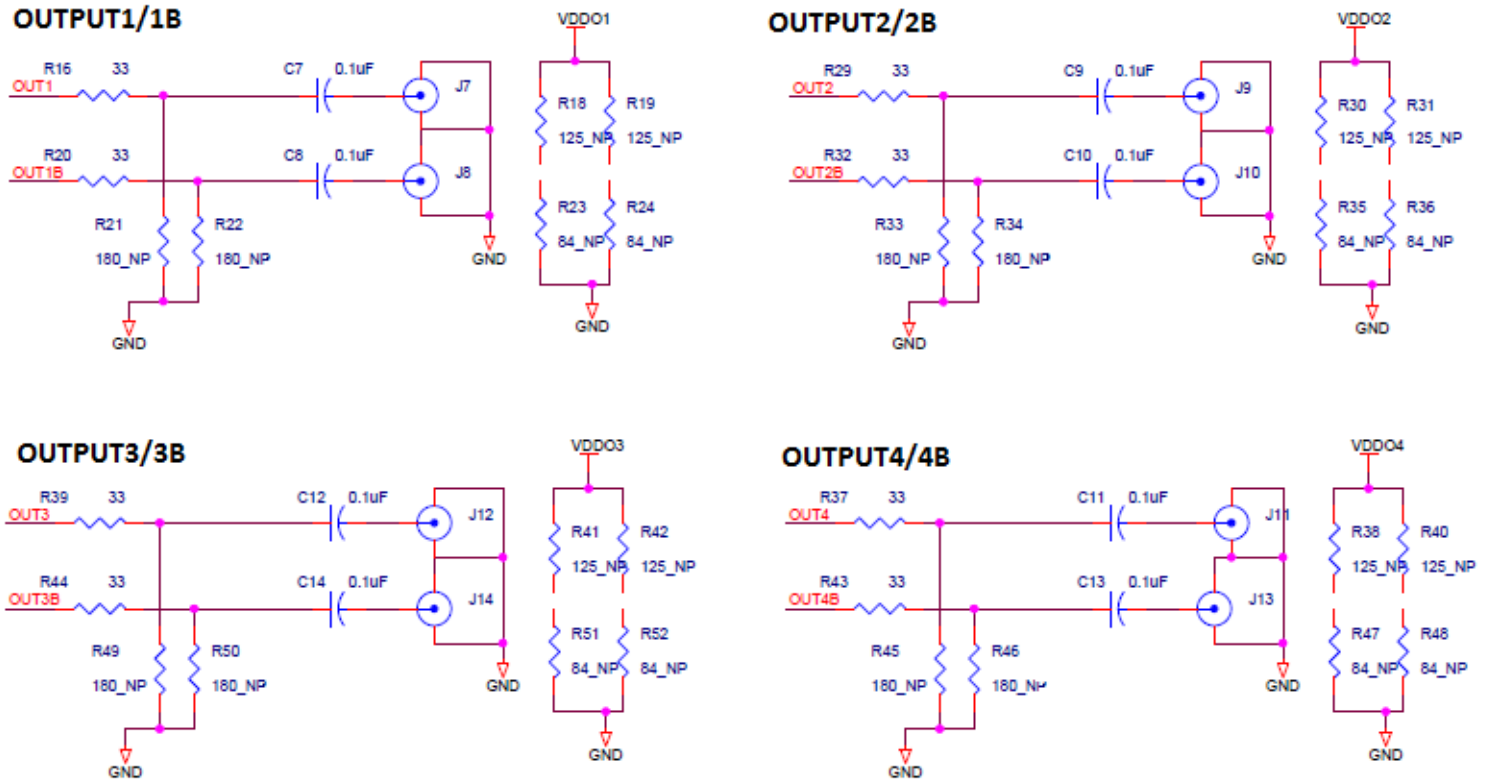 OUTPUT1/1B
VDDO1
R16 33
C7 0.1uF
OUT1
J7
R18 R19
125_NP 125_NP
R20 33
C8 0.1uF
OUT1B
J8
R23 R24
R21 R22
84_NP 84_NP
180_NP 180_NP
GND
GND
GND
OUTPUT2/2B
VDDO2
R29 33
C9 0.1uF
OUT2
J9
R30 R31
125_NP 125_NP
R32 33
C10 0.1uF
OUT2B
J10
R35 R36
R33 R34
84_NP 84_NP
180_NP 180_NP
GND
GND
GND
OUTPUT3/3B
VDDO3
R39 33
C12 0.1uF
OUT3
J12
R41 R42
125_NP 125_NP
R44 33
C14 0.1uF
OUT3B
J14
R51 R52
R49 R50
84_NP 84_NP
180_NP 180_NP
GND
GND
GND
OUTPUT4/4B
VDDO4
R37 33
C11 0.1uF
OUT4
J11
R38 R40
125_NP 125_NP
R43 33
C13 0.1uF
OUT4B
J13
R47 R48
R45 R46
84_NP 84_NP
180_NP 180_NP
GND
GND
GND